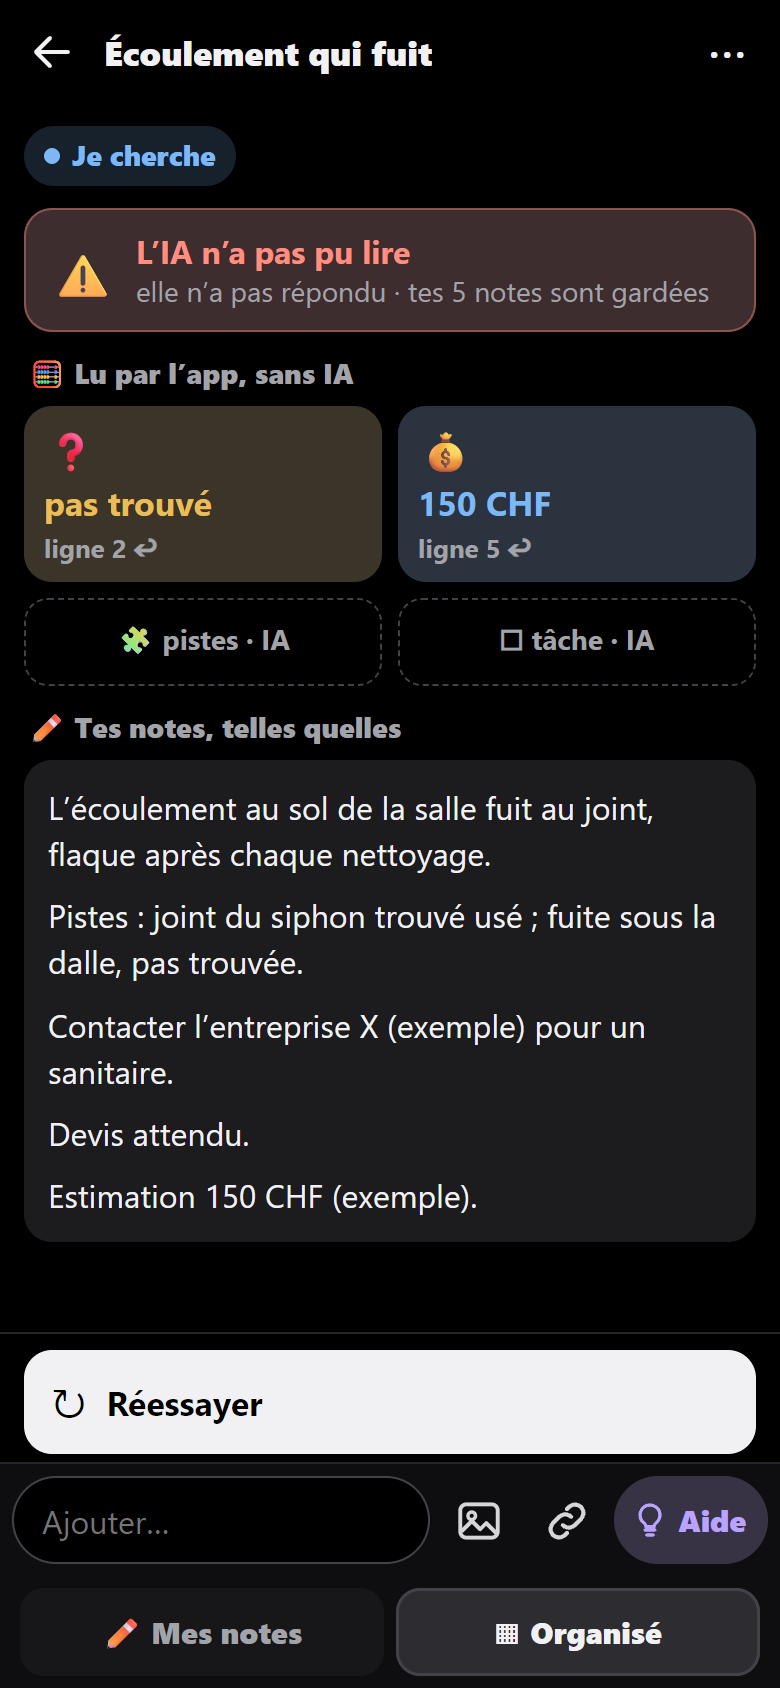 Écoulement qui fuit
Je cherche
L’IA n’a pas pu lire
elle n’a pas répondu · tes 5 notes sont gardées
Lu par l’app, sans IA
pas trouvé
ligne 2 ↩
150 CHF
ligne 5 ↩
pistes · IA
tâche · IA
Tes notes, telles quelles
L’écoulement au sol de la salle fuit au joint,
flaque après chaque nettoyage.
Pistes : joint du siphon trouvé usé ; fuite sous la
dalle, pas trouvée.
Contacter l’entreprise X (exemple) pour un
sanitaire.
Devis attendu.
Estimation 150 CHF (exemple).
Réessayer
Ajouter…
Aide
Mes notes
Organisé